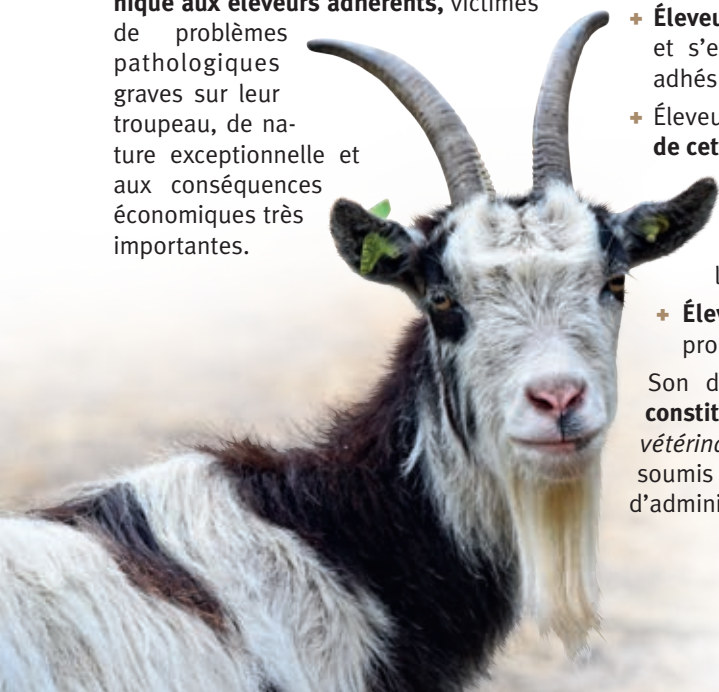 nique aux éleveurs adhérents, victimes
de problèmes
pathologiques
graves sur leur
troupeau, de na-
ture exceptionnelle et
aux conséquences
économiques très
importantes.
+ Éleveu
et s'e
adhés
+ Éleveu
de cet
l
+ Élev
pro
Son d
constit
vétérina
soumis
d'admini